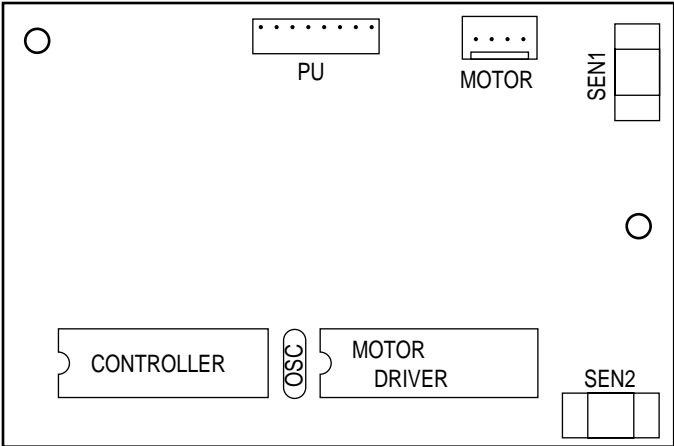 PU
MOTOR
SEN1
CONTROLLER
OSC
MOTOR
DRIVER
SEN2